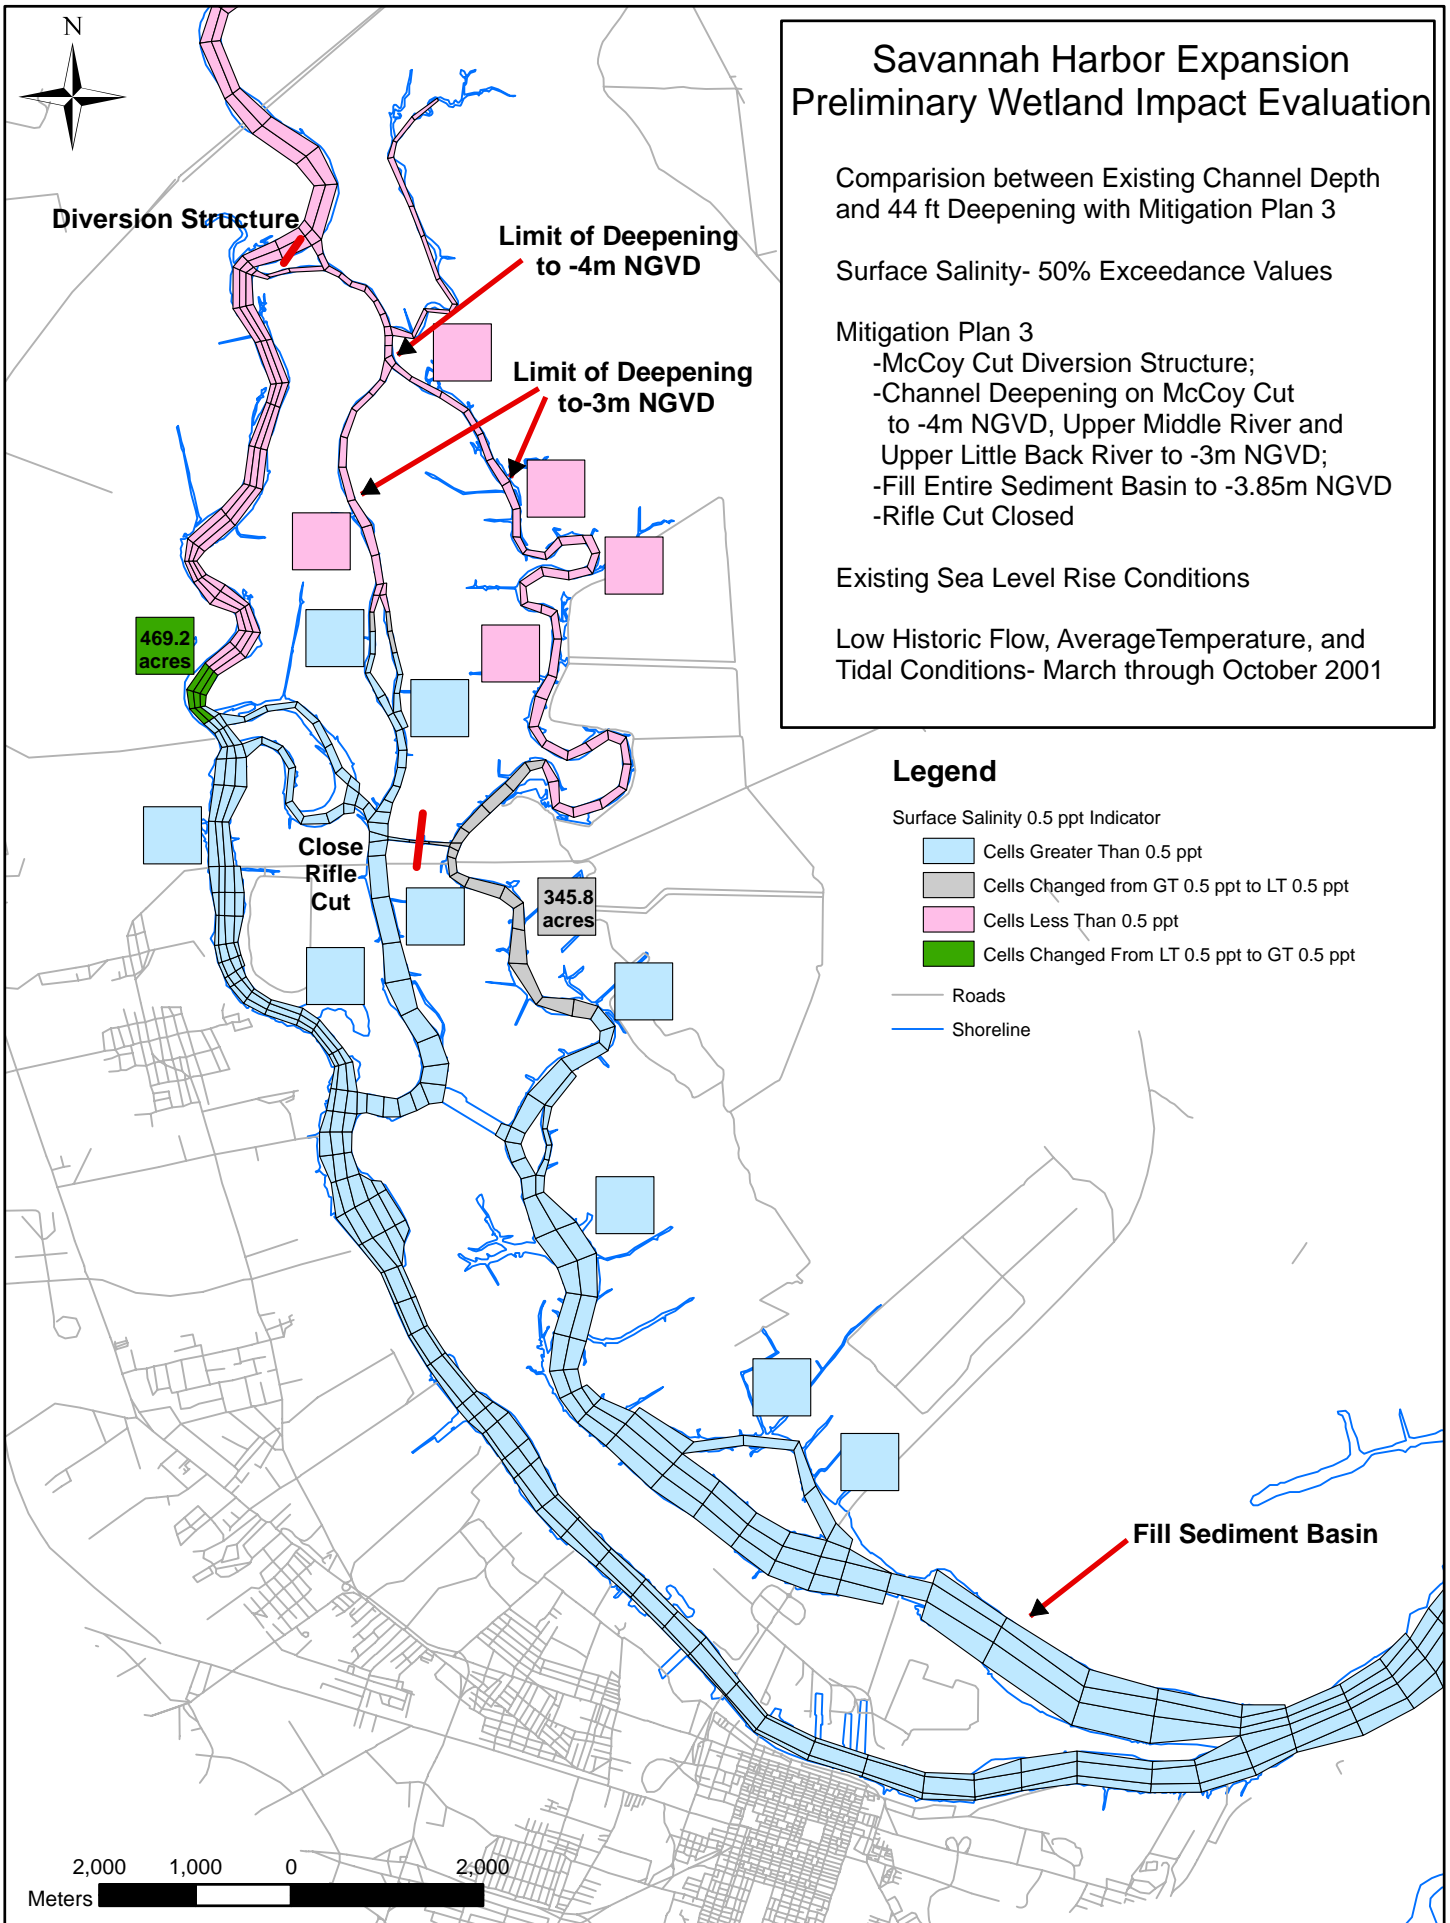 N
Savannah Harbor Expansion
Preliminary Wetland Impact Evaluation
Comparision between Existing Channel Depth
and 44 ft Deepening with Mitigation Plan 3
Surface Salinity- 50% Exceedance Values
Mitigation Plan 3
-McCoy Cut Diversion Structure;
-Channel Deepening on McCoy Cut
to -4m NGVD, Upper Middle River and
Upper Little Back River to -3m NGVD;
-Fill Entire Sediment Basin to -3.85m NGVD
-Rifle Cut Closed
Existing Sea Level Rise Conditions
Low Historic Flow, AverageTemperature, and
Tidal Conditions- March through October 2001
Diversion Structure
Limit of Deepening
to -4m NGVD
Limit of Deepening
to-3m NGVD
469.2
acres
Close
Rifle
Cut
345.8
acres
Legend
Surface Salinity 0.5 ppt Indicator
Cells Greater Than 0.5 ppt
Cells Changed from GT 0.5 ppt to LT 0.5 ppt
Cells Less Than 0.5 ppt
Cells Changed From LT 0.5 ppt to GT 0.5 ppt
Roads
Shoreline
Fill Sediment Basin
2,000 1,000 0 2,000
Meters